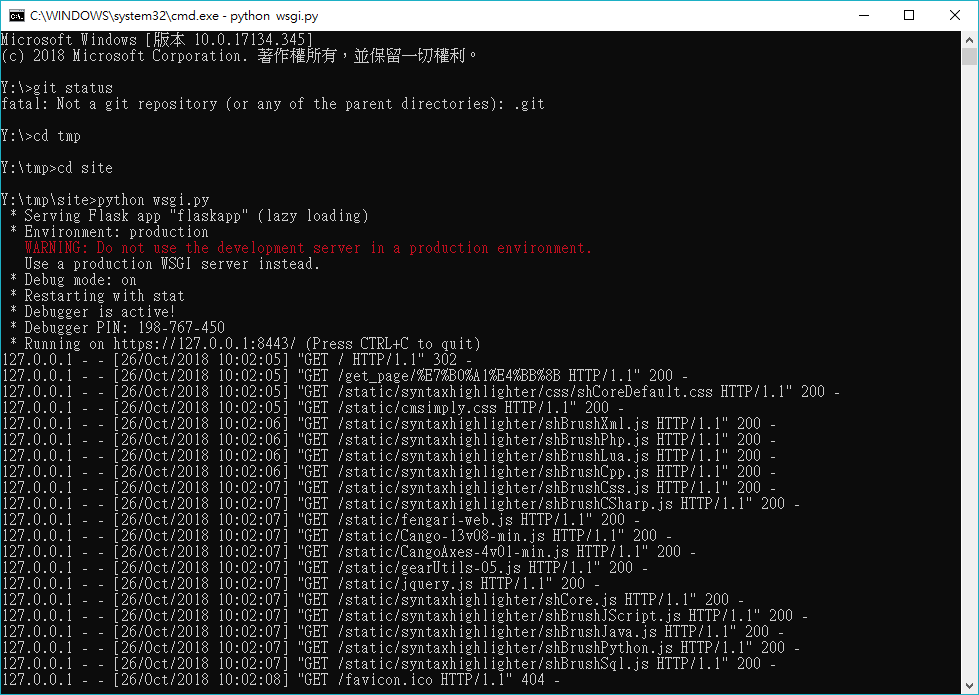 C:\WINDOWS\system32\cmd.exe - python wsgi.py
Microsoft Windows [版本 10.0.17134.345]
(c) 2018 Microsoft Corporation. 著作權所有，並保留一切權利。
Y:\>git status
fatal: Not a git repository (or any of the parent directories): .git
Y:\>cd tmp
Y:\tmp>cd site
Y:\tmp\site>python wsgi.py
 * Serving Flask app "flaskapp" (lazy loading)
 * Environment: production
   WARNING: Do not use the development server in a production environment.
   Use a production WSGI server instead.
 * Debug mode: on
 * Restarting with stat
 * Debugger is active!
 * Debugger PIN: 198-767-450
 * Running on https://127.0.0.1:8443/ (Press CTRL+C to quit)
127.0.0.1 - - [26/Oct/2018 10:02:05] "GET / HTTP/1.1" 302 -
127.0.0.1 - - [26/Oct/2018 10:02:05] "GET /get_page/%E7%B0%A1%E4%BB%8B HTTP/1.1" 200 -
127.0.0.1 - - [26/Oct/2018 10:02:05] "GET /static/syntaxhighlighter/css/shCoreDefault.css HTTP/1.1" 200 -
127.0.0.1 - - [26/Oct/2018 10:02:05] "GET /static/cmsimply.css HTTP/1.1" 200 -
127.0.0.1 - - [26/Oct/2018 10:02:06] "GET /static/syntaxhighlighter/shBrushXml.js HTTP/1.1" 200 -
127.0.0.1 - - [26/Oct/2018 10:02:06] "GET /static/syntaxhighlighter/shBrushPhp.js HTTP/1.1" 200 -
127.0.0.1 - - [26/Oct/2018 10:02:06] "GET /static/syntaxhighlighter/shBrushLua.js HTTP/1.1" 200 -
127.0.0.1 - - [26/Oct/2018 10:02:06] "GET /static/syntaxhighlighter/shBrushCpp.js HTTP/1.1" 200 -
127.0.0.1 - - [26/Oct/2018 10:02:07] "GET /static/syntaxhighlighter/shBrushCss.js HTTP/1.1" 200 -
127.0.0.1 - - [26/Oct/2018 10:02:07] "GET /static/syntaxhighlighter/shBrushCSharp.js HTTP/1.1" 200 -
127.0.0.1 - - [26/Oct/2018 10:02:07] "GET /static/fengari-web.js HTTP/1.1" 200 -
127.0.0.1 - - [26/Oct/2018 10:02:07] "GET /static/Cango-13v08-min.js HTTP/1.1" 200 -
127.0.0.1 - - [26/Oct/2018 10:02:07] "GET /static/CangoAxes-4v01-min.js HTTP/1.1" 200 -
127.0.0.1 - - [26/Oct/2018 10:02:07] "GET /static/gearUtils-05.js HTTP/1.1" 200 -
127.0.0.1 - - [26/Oct/2018 10:02:07] "GET /static/jquery.js HTTP/1.1" 200 -
127.0.0.1 - - [26/Oct/2018 10:02:07] "GET /static/syntaxhighlighter/shCore.js HTTP/1.1" 200 -
127.0.0.1 - - [26/Oct/2018 10:02:07] "GET /static/syntaxhighlighter/shBrushJScript.js HTTP/1.1" 200 -
127.0.0.1 - - [26/Oct/2018 10:02:07] "GET /static/syntaxhighlighter/shBrushJava.js HTTP/1.1" 200 -
127.0.0.1 - - [26/Oct/2018 10:02:07] "GET /static/syntaxhighlighter/shBrushPython.js HTTP/1.1" 200 -
127.0.0.1 - - [26/Oct/2018 10:02:07] "GET /static/syntaxhighlighter/shBrushSql.js HTTP/1.1" 200 -
127.0.0.1 - - [26/Oct/2018 10:02:08] "GET /favicon.ico HTTP/1.1" 404 -